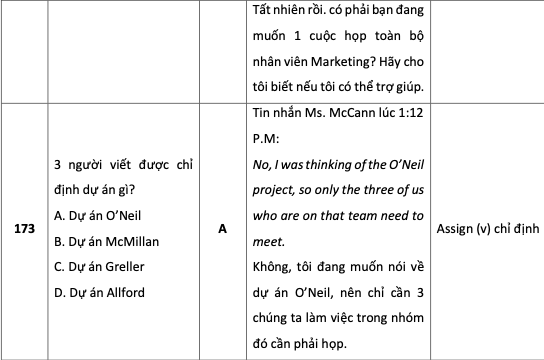 Tất nhiên rồi. có phải bạn đang
muốn 1 cuộc họp toàn bộ
nhân viên Marketing? Hãy cho
tôi biết nếu tôi có thể trợ giúp.
173
3 người viết được chỉ
định dự án gì?
A. Dự án O’Neil
B. Dự án McMillan
C. Dự án Greller
D. Dự án Allford
A
Tin nhắn Ms. McCann lúc 1:12
P.M:
No, I was thinking of the O’Neil
project, so only the three of us
who are on that team need to
meet.
Không, tôi đang muốn nói về
dự án O’Neil, nên chỉ cần 3
chúng ta làm việc trong nhóm
đó cần phải họp.
Assign (v) chỉ định